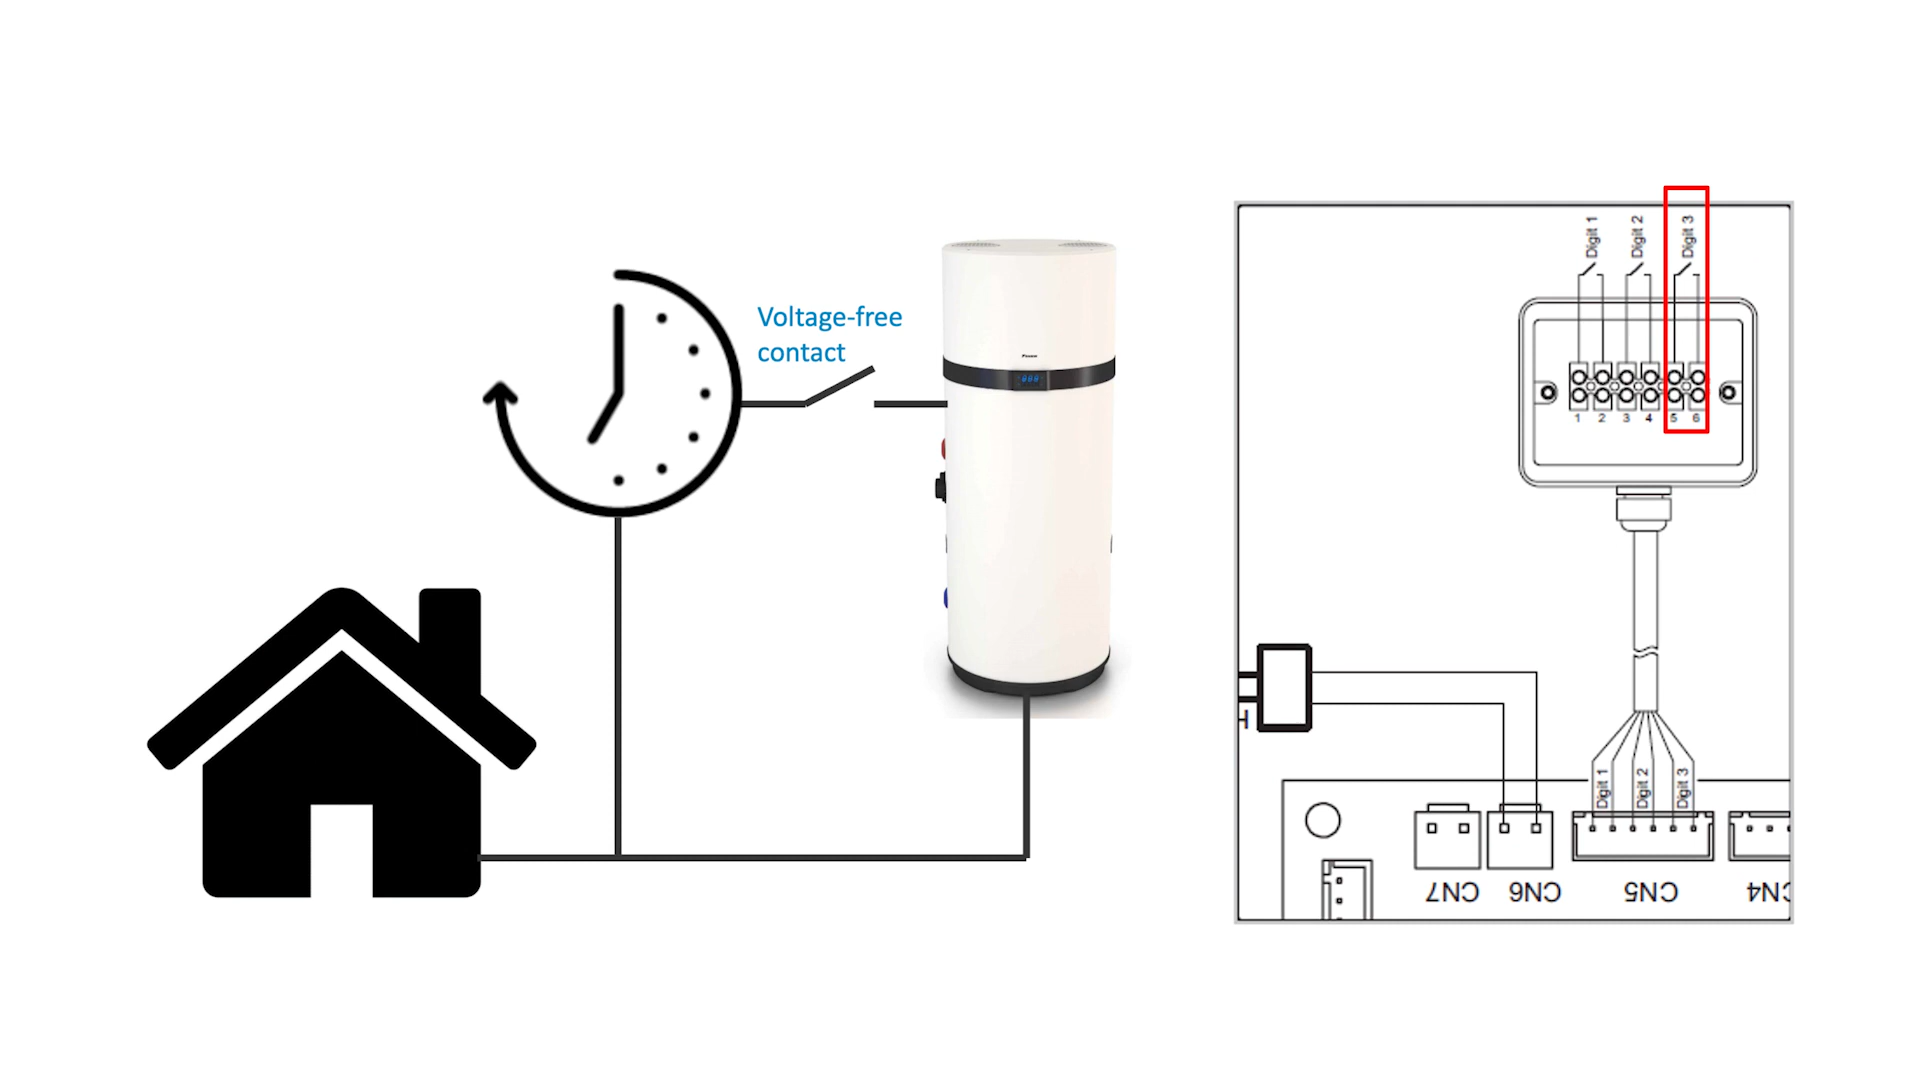 Voltage-free
contact
Digit 1
Digit 2
Digit 3
1 2 3 4 5 6
Digit 1
Digit 2
Digit 3
CN7
CN6
CN5
CN4